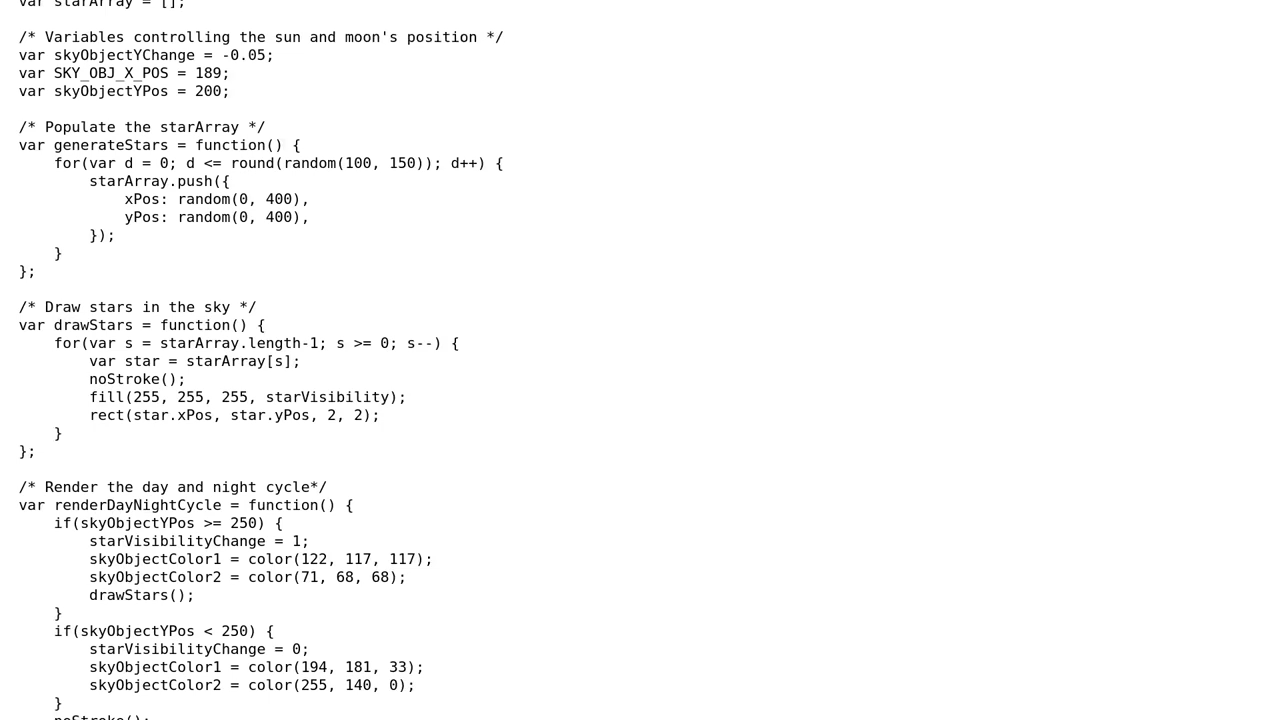 var starArray = [];

/* Variables controlling the sun and moon's position */
var skyObjectYChange = -0.05;
var SKY_OBJ_X_POS = 189;
var skyObjectYPos = 200;

/* Populate the starArray */
var generateStars = function() {
    for(var d = 0; d <= round(random(100, 150)); d++) {
        starArray.push({
            xPos: random(0, 400),
            yPos: random(0, 400),
        });
    }
};

/* Draw stars in the sky */
var drawStars = function() {
    for(var s = starArray.length-1; s >= 0; s--) {
        var star = starArray[s];
        noStroke();
        fill(255, 255, 255, starVisibility);
        rect(star.xPos, star.yPos, 2, 2);
    }
};

/* Render the day and night cycle*/
var renderDayNightCycle = function() {
    if(skyObjectYPos >= 250) {
        starVisibilityChange = 1;
        skyObjectColor1 = color(122, 117, 117);
        skyObjectColor2 = color(71, 68, 68);
        drawStars();
    }
    if(skyObjectYPos < 250) {
        starVisibilityChange = 0;
        skyObjectColor1 = color(194, 181, 33);
        skyObjectColor2 = color(255, 140, 0);
    }
    noStroke();